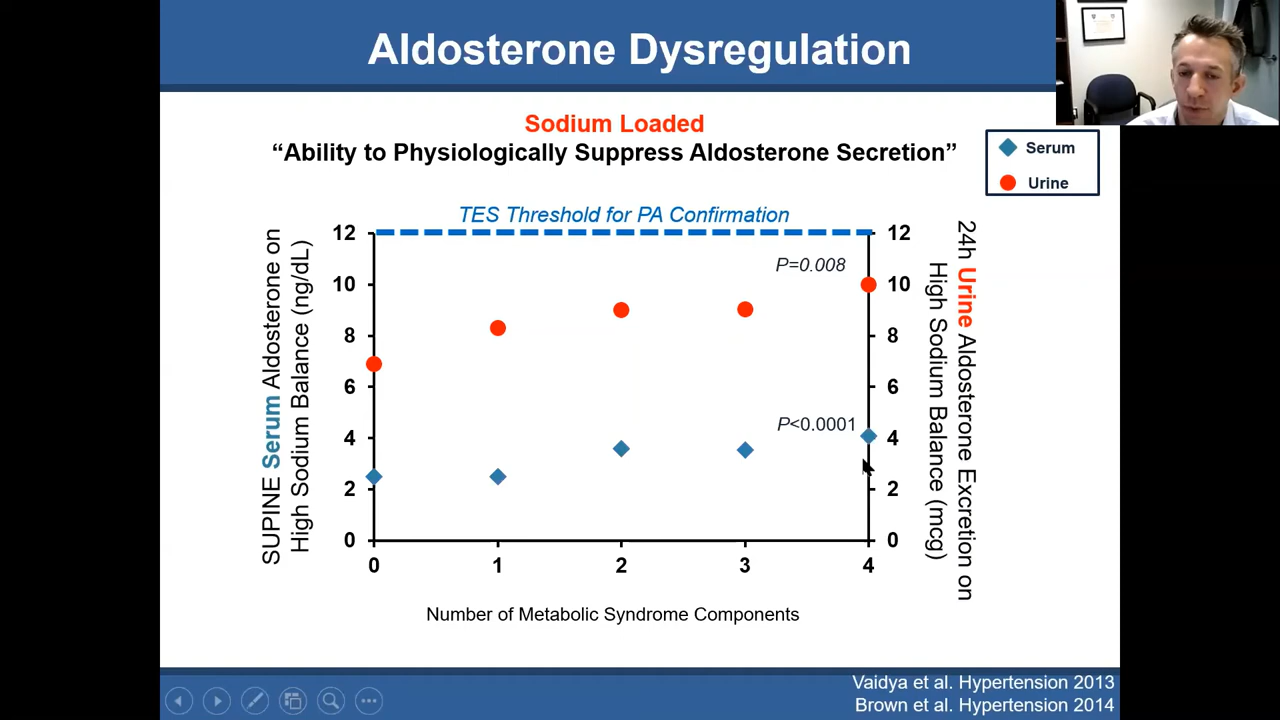 Aldosterone Dysregulation
Sodium Loaded
“Ability to Physiologically Suppress Aldosterone Secretion”
Serum
Urine
TES Threshold for PA Confirmation
SUPINE Serum Aldosterone on
High Sodium Balance (ng/dL)
12
10
8
6
4
2
0
P=0.008
P<0.0001
12
10
8
6
4
2
0
24h Urine Aldosterone Excretion on
High Sodium Balance (mcg)
0 1 2 3 4
Number of Metabolic Syndrome Components
Vaidya et al. Hypertension 2013
Brown et al. Hypertension 2014